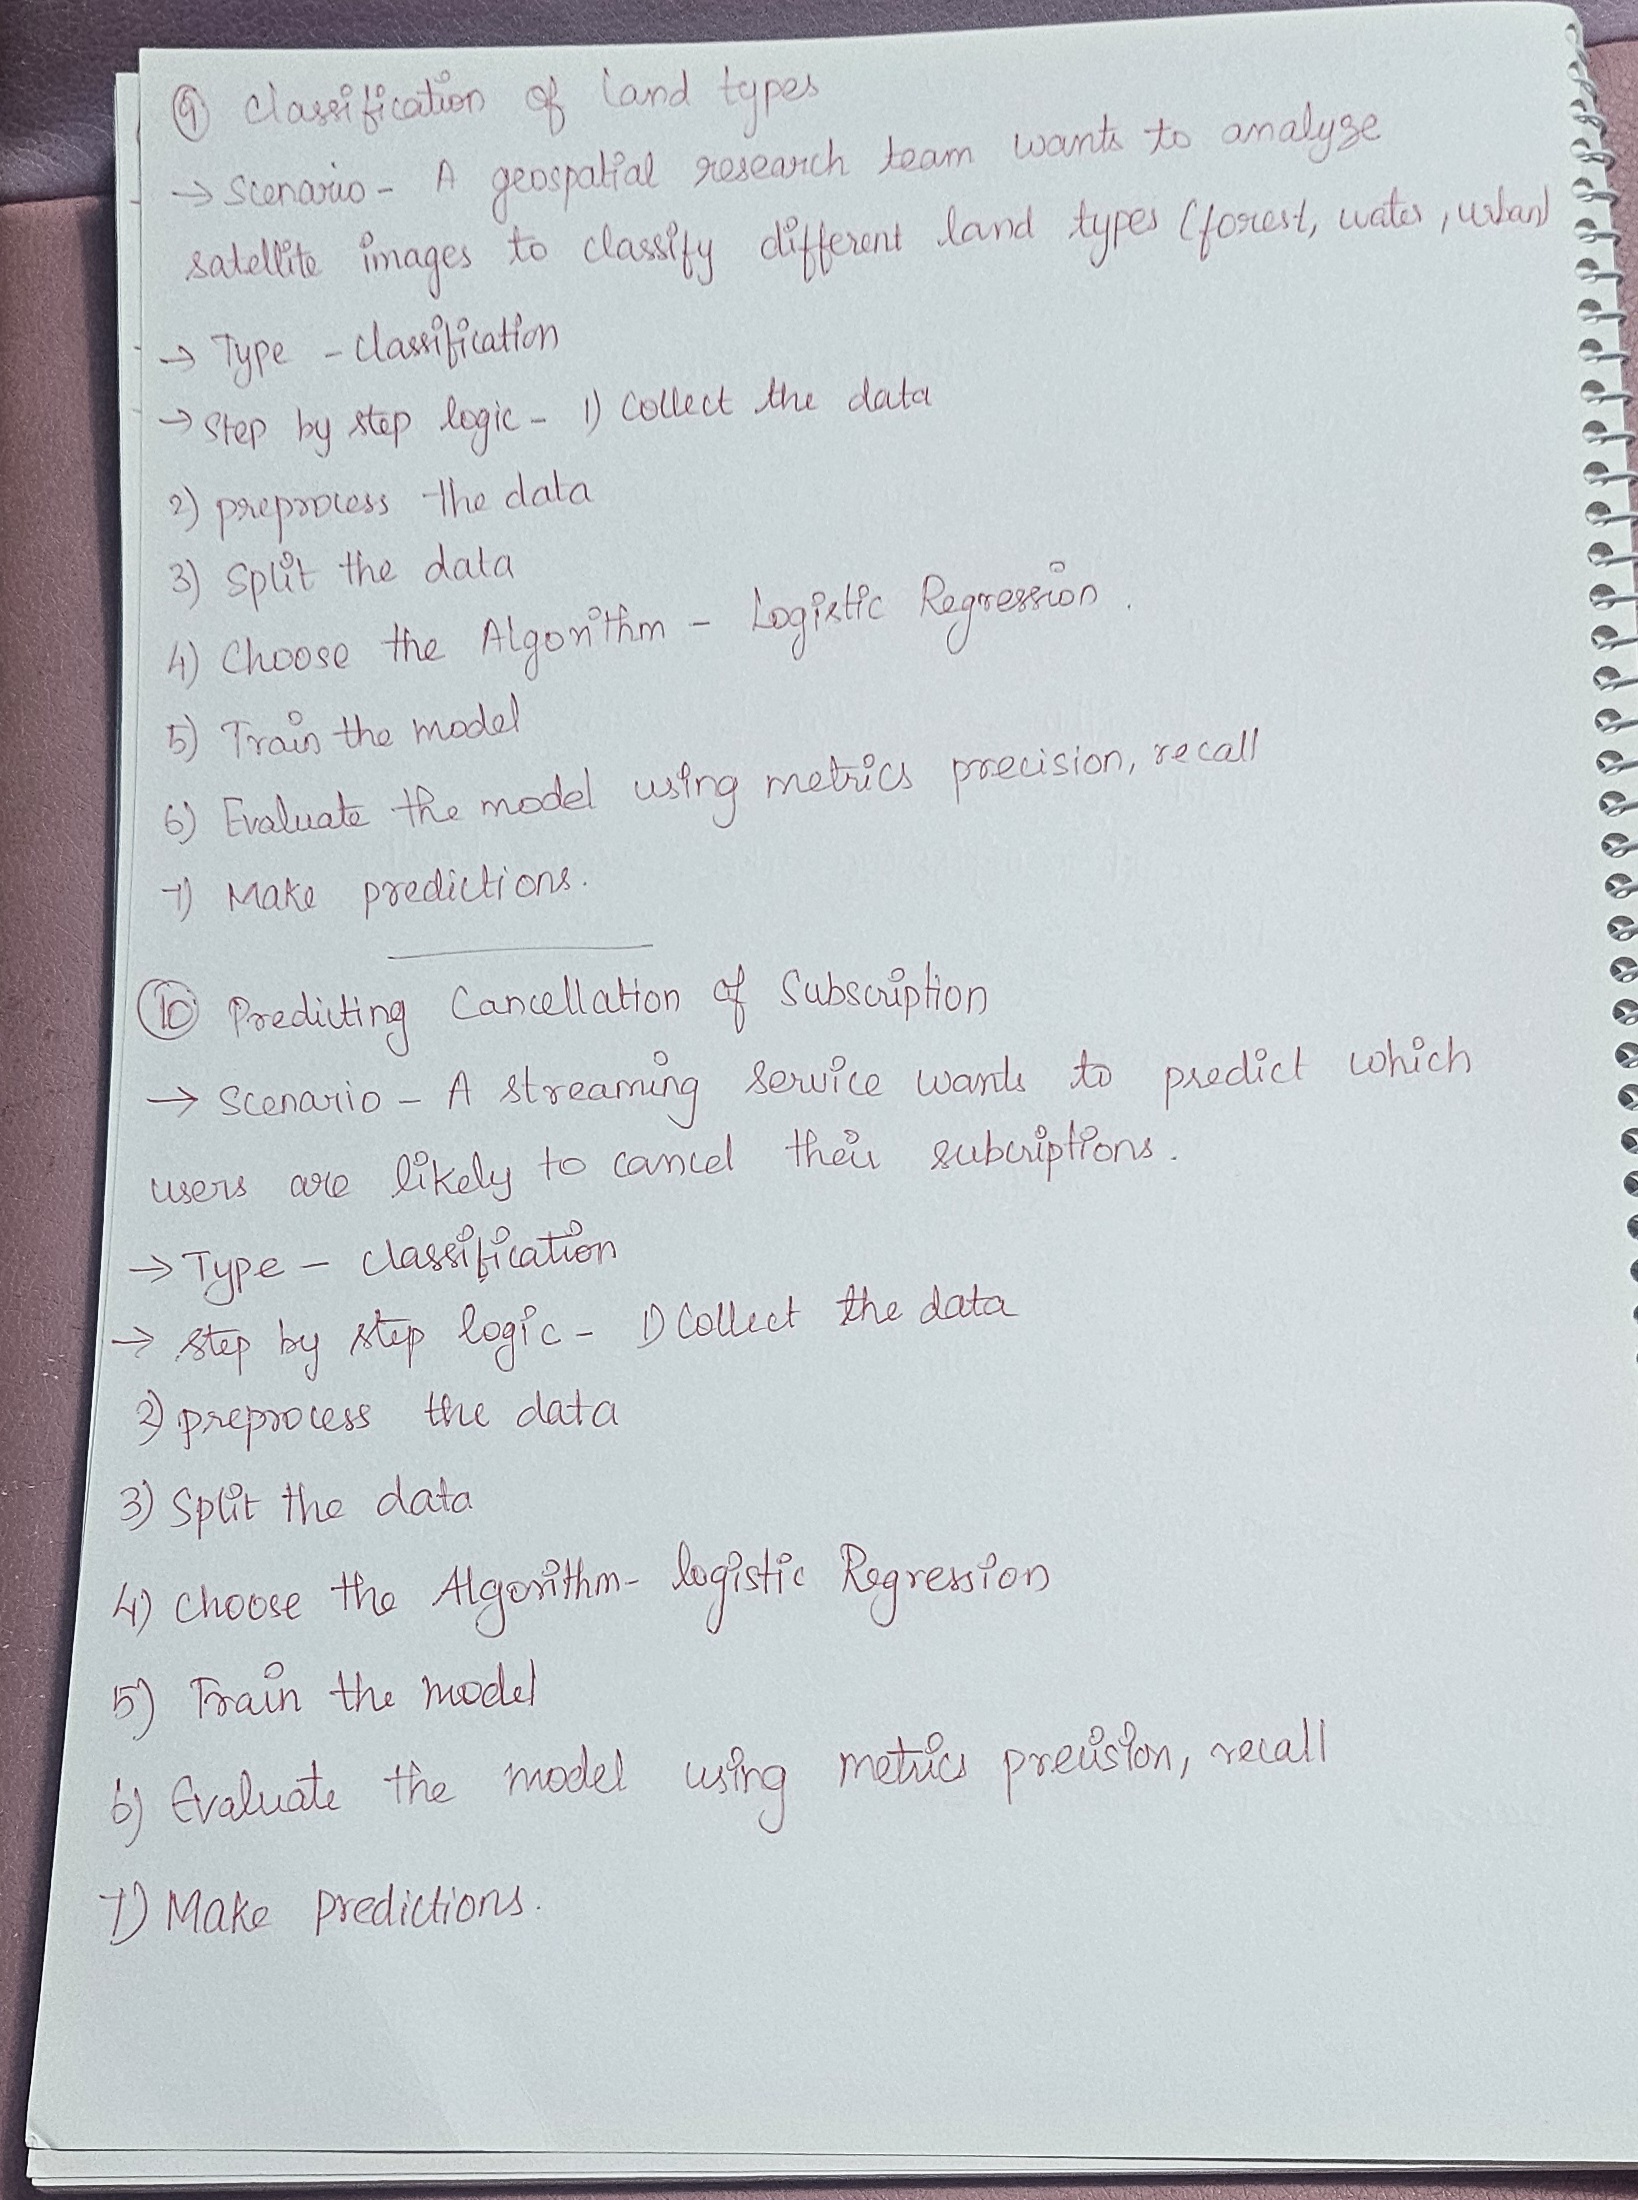 9 Classification of land types
→ Scenario - A geospatial research team wants to analyze
satellite images to classify different land types (forest, water, urban)
→ Type - Classification
→ Step by step logic - 1) Collect the data
2) preprocess the data
3) Split the data
4) Choose the Algorithm - Logistic Regression.
5) Train the model
6) Evaluate the model using metrics precision, recall
7) Make predictions.
10 Predicting Cancellation of Subscription
→ Scenario - A streaming service wants to predict which
users are likely to cancel their subcriptions.
→ Type - Classification
→ step by step logic - 1) Collect the data
2) preprocess the data
3) Split the data
4) Choose the Algorithm - logistic Regression
5) Train the model
6) Evaluate the model using metrics precision, recall
7) Make predictions.